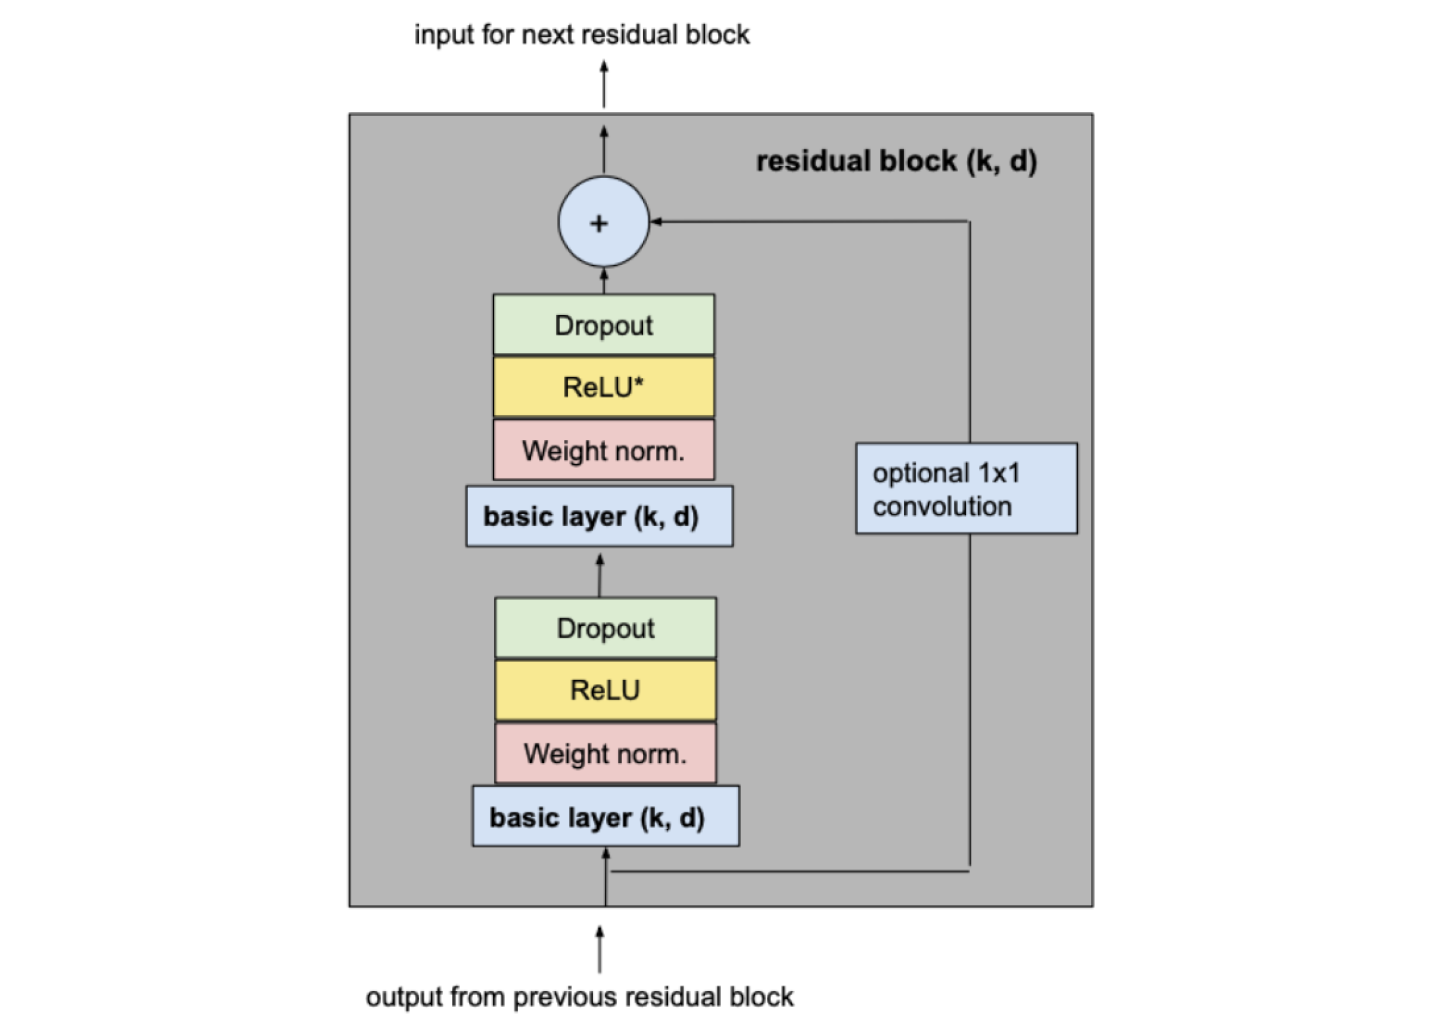 input for next residual block
residual block (k, d)
+
Dropout
ReLU*
Weight norm.
basic layer (k, d)
optional 1x1
convolution
Dropout
ReLU
Weight norm.
basic layer (k, d)
output from previous residual block